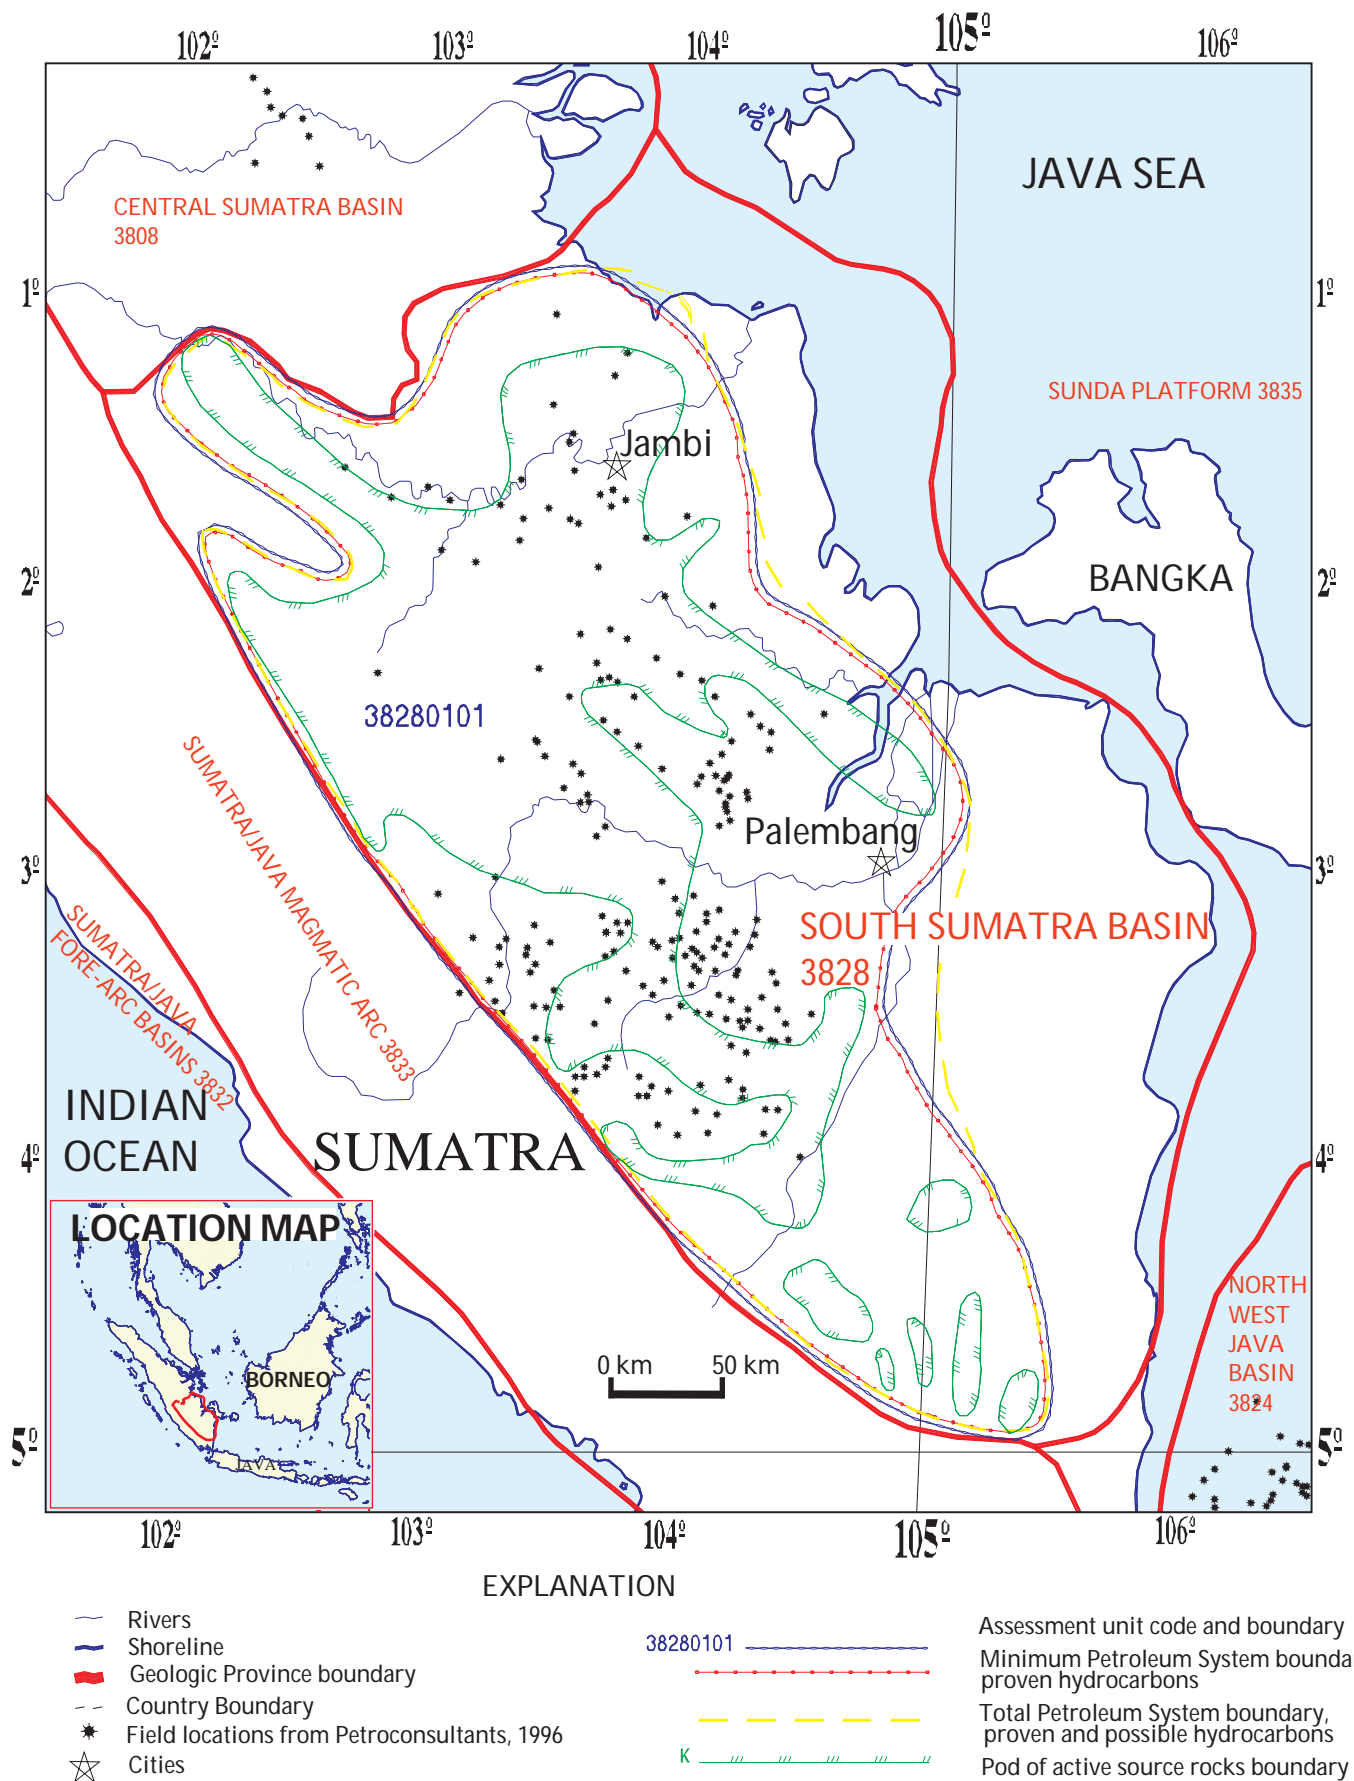 102º 103º 104º 105º 106º
JAVA SEA
CENTRAL SUMATRA BASIN
3808
1º 1º
SUNDA PLATFORM 3835
Jambi
BANGKA
2º 2º
38280101
SUMATRA/JAVA MAGMATIC ARC 3833
Palembang
3º 3º
SOUTH SUMATRA BASIN
3828
SUMATRA/JAVA
FORE-ARC BASINS 3832
INDIAN
OCEAN
SUMATRA
4º 4º
LOCATION MAP
BORNEO
JAVA
NORTH
WEST
JAVA
BASIN
3824
0 km 50 km
5º 5º
102º 103º 104º 105º 106º
EXPLANATION
Rivers
Shoreline
Geologic Province boundary
Country Boundary
Field locations from Petroconsultants, 1996
Cities
38280101 Assessment unit code and boundary
Minimum Petroleum System bounda
proven hydrocarbons
Total Petroleum System boundary,
proven and possible hydrocarbons
K Pod of active source rocks boundary